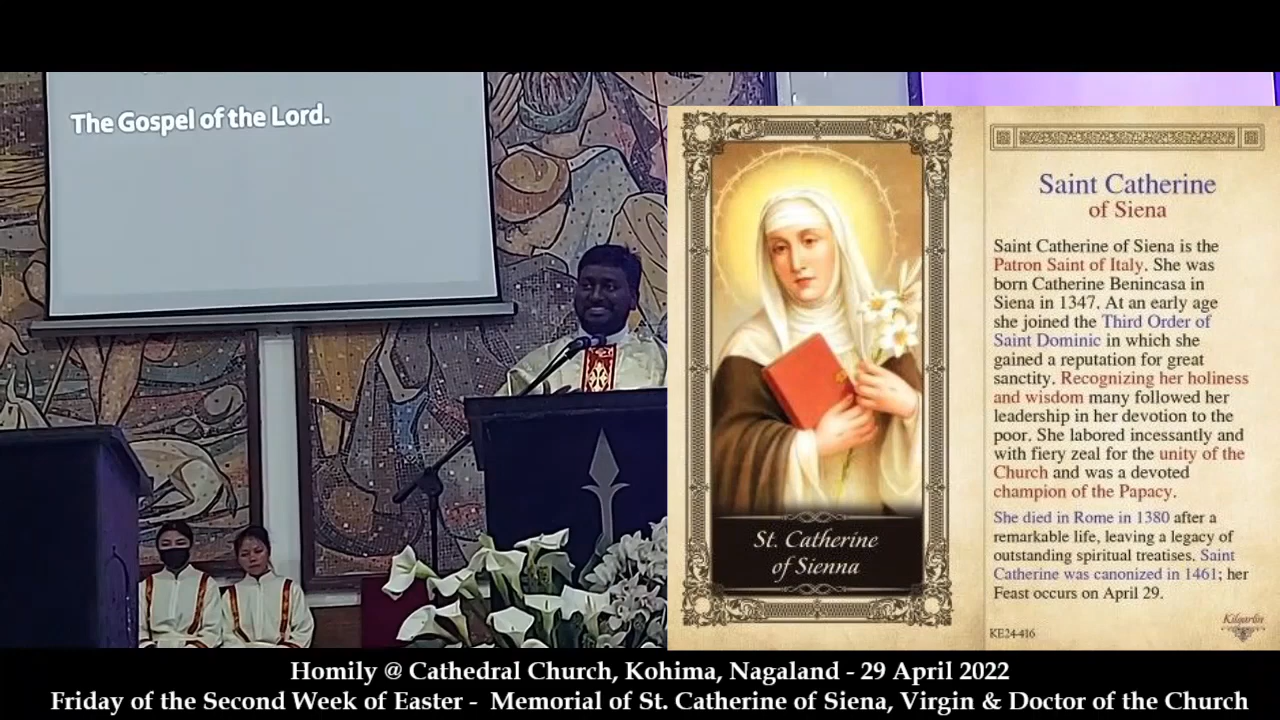 The Gospel of the Lord.
St. Catherine
of Sienna
Saint Catherine
of Siena
Saint Catherine of Siena is the
Patron Saint of Italy. She was
born Catherine Benincasa in
Siena in 1347. At an early age
she joined the Third Order of
Saint Dominic in which she
gained a reputation for great
sanctity. Recognizing her holiness
and wisdom many followed her
leadership in her devotion to the
poor. She labored incessantly and
with fiery zeal for the unity of the
Church and was a devoted
champion of the Papacy.
She died in Rome in 1380 after a
remarkable life, leaving a legacy of
outstanding spiritual treatises. Saint
Catherine was canonized in 1461; her
Feast occurs on April 29.
KE24-416
Homily @ Cathedral Church, Kohima, Nagaland - 29 April 2022
Friday of the Second Week of Easter - Memorial of St. Catherine of Siena, Virgin & Doctor of the Church